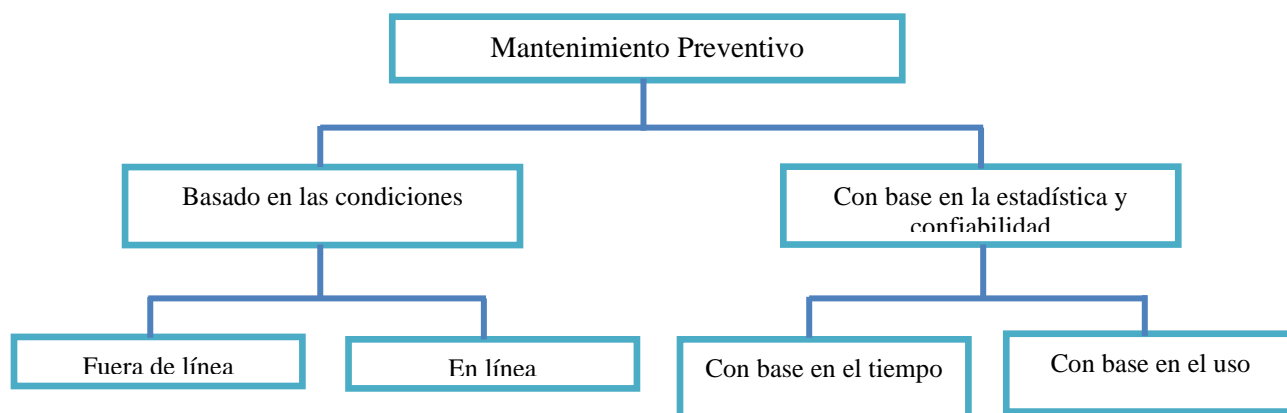 Mantenimiento Preventivo
Basado en las condiciones
Con base en la estadística y
confiabilidad
Fuera de línea
En línea
Con base en el tiempo
Con base en el uso